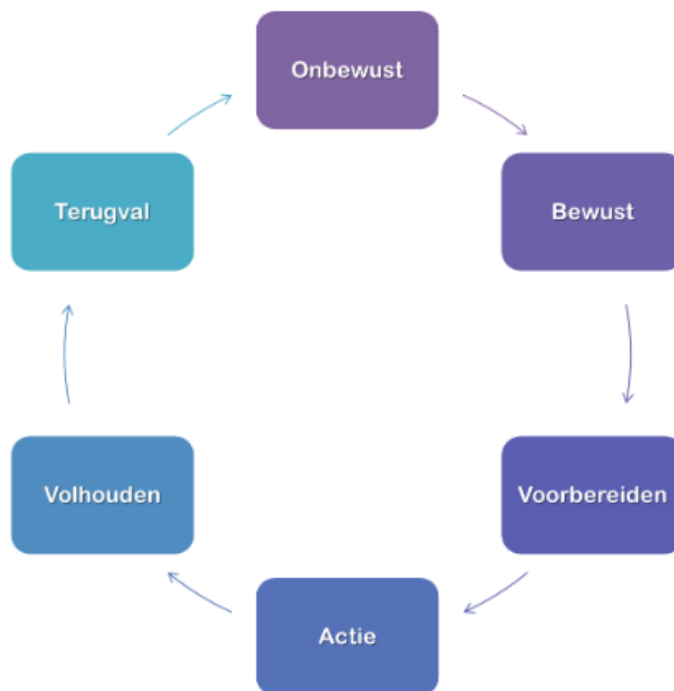 Onbewust
Bewust
Voorbereiden
Actie
Volhouden
Terugval